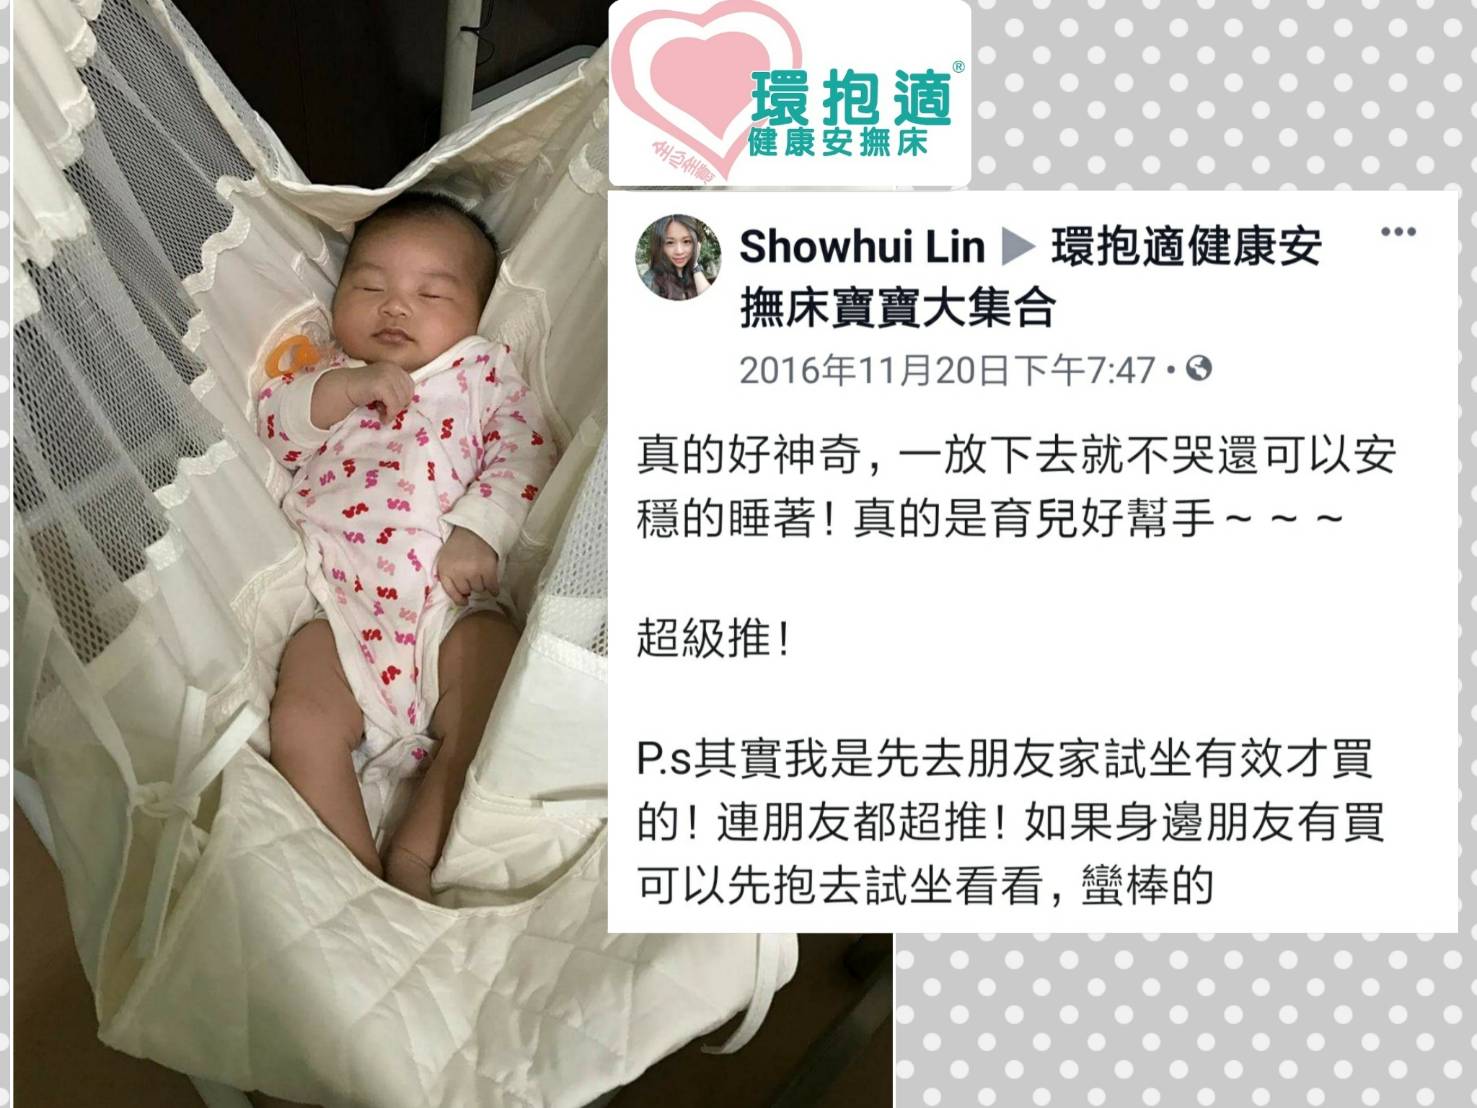 環抱適®
健康安撫床
全心全意
Showhui Lin ▶ 環抱適健康安
撫床寶寶大集合
2016年11月20日下午7:47 •
真的好神奇，一放下去就不哭還可以安
穩的睡著！真的是育兒好幫手～～～
超級推！
P.s其實我是先去朋友家試坐有效才買
的！連朋友都超推！如果身邊朋友有買
可以先抱去試坐看看，蠻棒的